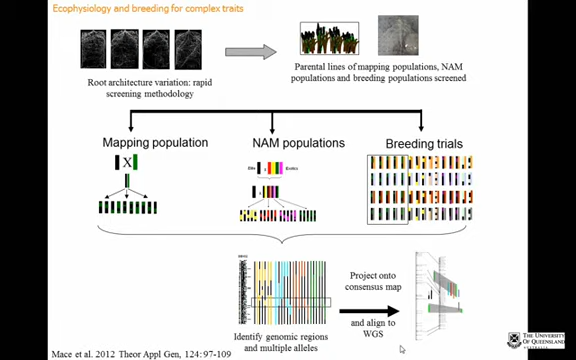 Ecophysiology and breeding for complex traits
Root architecture variation: rapid
screening methodology
Parental lines of mapping populations, NAM
populations and breeding populations screened
Mapping population
NAM populations
Breeding trials
X
Elite
x
Exotics
x
Identify genomic regions
and multiple alleles
Project onto
consensus map
and align to
WGS
Mace et al. 2012 Theor Appl Gen, 124:97-109
THE UNIVERSITY
OF QUEENSLAND
AUSTRALIA